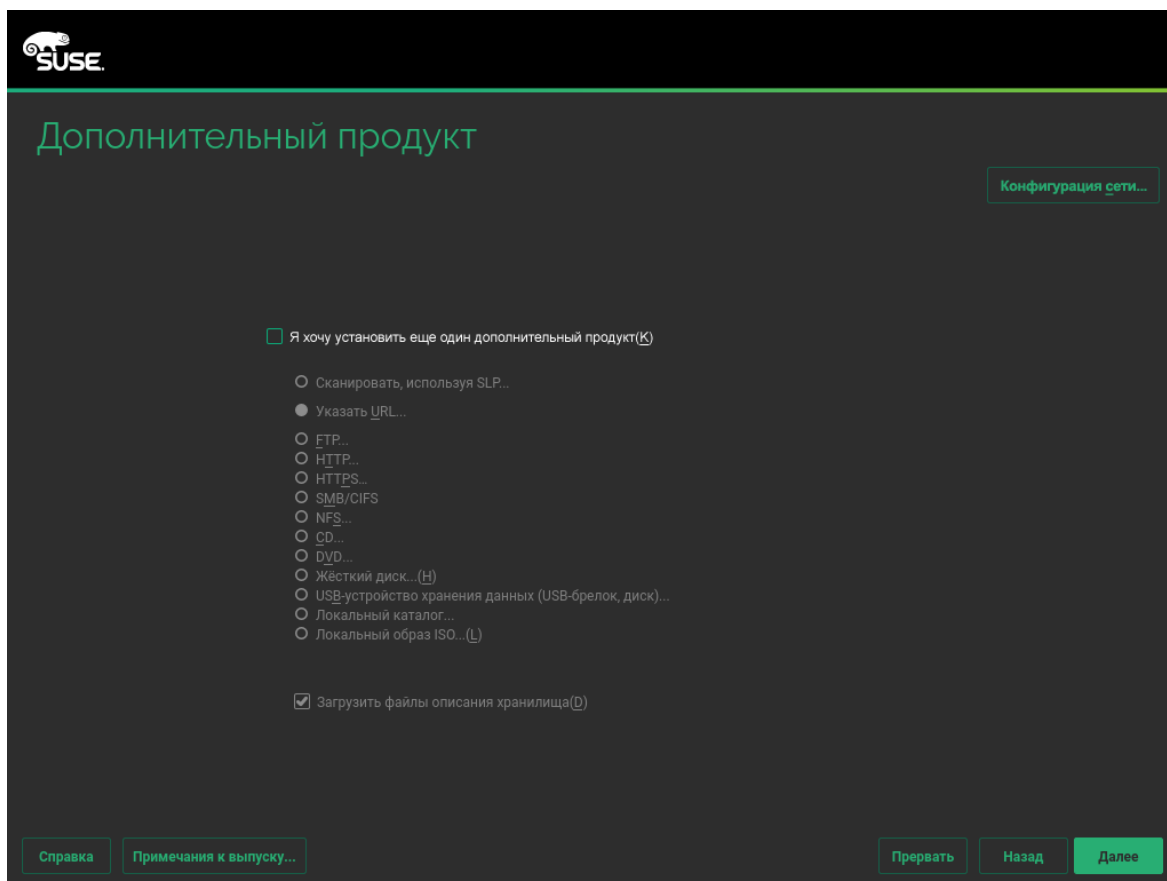 SUSE.
Дополнительный продукт
Конфигурация сети...
Я хочу установить еще один дополнительный продукт(K)
Сканировать, используя SLP...
Указать URL...
FTP...
HTTP...
HTTPS...
SMB/CIFS
NFS...
CD...
DVD...
Жёсткий диск...(H)
USB-устройство хранения данных (USB-брелок, диск)...
Локальный каталог...
Локальный образ ISO...(L)
Загрузить файлы описания хранилища(D)
Справка
Примечания к выпуску...
Прервать
Назад
Далее